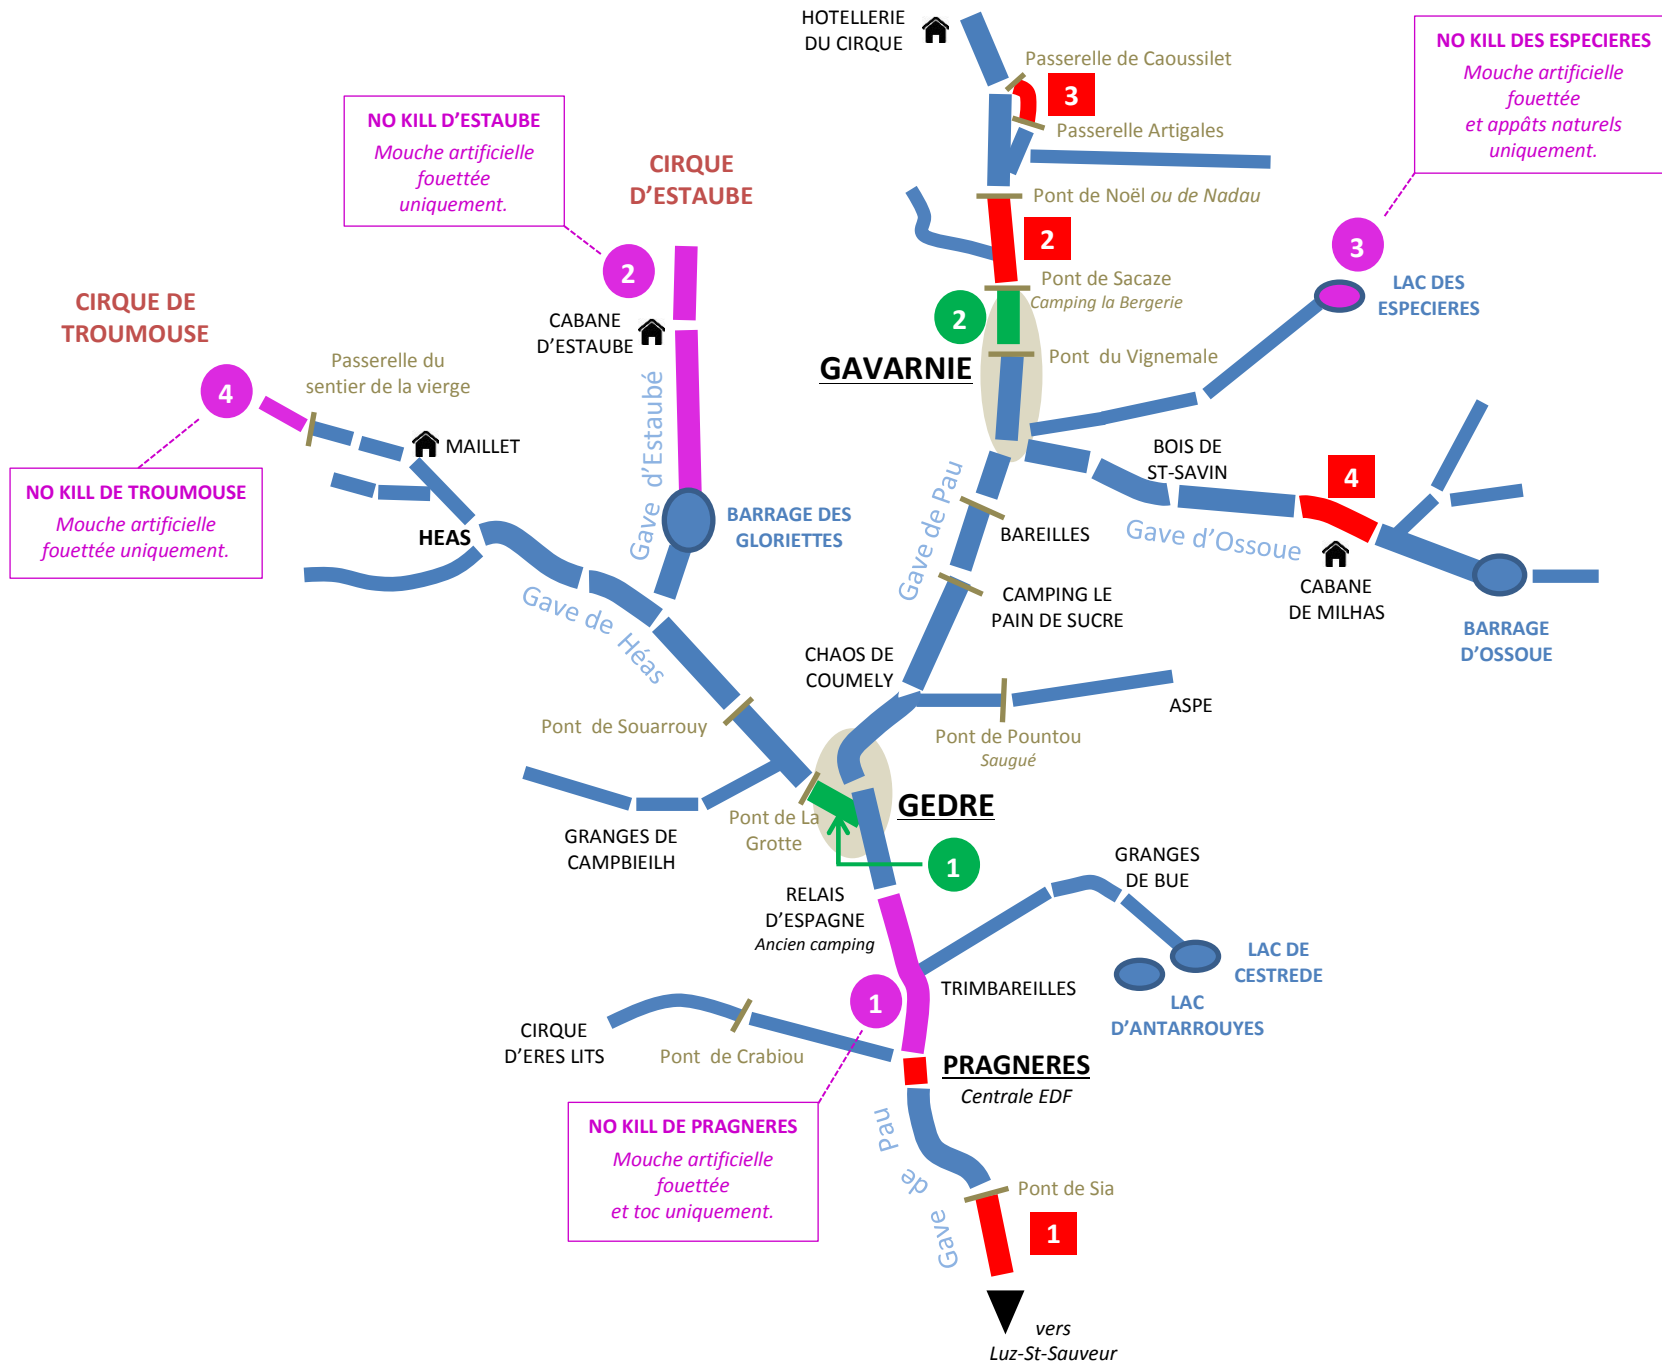 HOTELLERIE
DU CIRQUE
Passerelle de Caoussilet
3
Passerelle Artigales
NO KILL DES ESPECIERES
Mouche artificielle
fouettée
et appâts naturels
uniquement.
NO KILL D'ESTAUBE
Mouche artificielle
fouettée
uniquement.
CIRQUE
D'ESTAUBE
Pont de Noël ou de Nadau
2
3
2
Pont de Sacaze
Camping la Bergerie
LAC DES
ESPECIERES
CIRQUE DE
TROUMOUSE
CABANE
D'ESTAUBE
2
GAVARNIE
Pont du Vignemale
Passerelle du
sentier de la vierge
4
MAILLET
Gave d'Estaubé
NO KILL DE TROUMOUSE
Mouche artificielle
fouettée uniquement.
HEAS
BARRAGE DES
GLORIETTES
Gave de Pau
BAREILLES
BOIS DE
ST-SAVIN
4
Gave d'Ossoue
CABANE
DE MILHAS
BARRAGE
D'OSSOUE
Gave de Héas
CAMPING LE
PAIN DE SUCRE
CHAOS DE
COUMELY
ASPE
Pont de Souarrouy
Pont de Pountou
Saugué
GEDRE
Pont de La
Grotte
GRANGES DE
CAMPBIEILH
1
GRANGES
DE BUE
RELAIS
D'ESPAGNE
Ancien camping
LAC DE
CESTREDE
TRIMBAREILLES
LAC
D'ANTARROUYES
1
CIRQUE
D'ERES LITS
Pont de Crabiou
PRAGNERES
Centrale EDF
NO KILL DE PRAGNERES
Mouche artificielle
fouettée
et toc uniquement.
Gave de Pau
Pont de Sia
1
vers
Luz-St-Sauveur